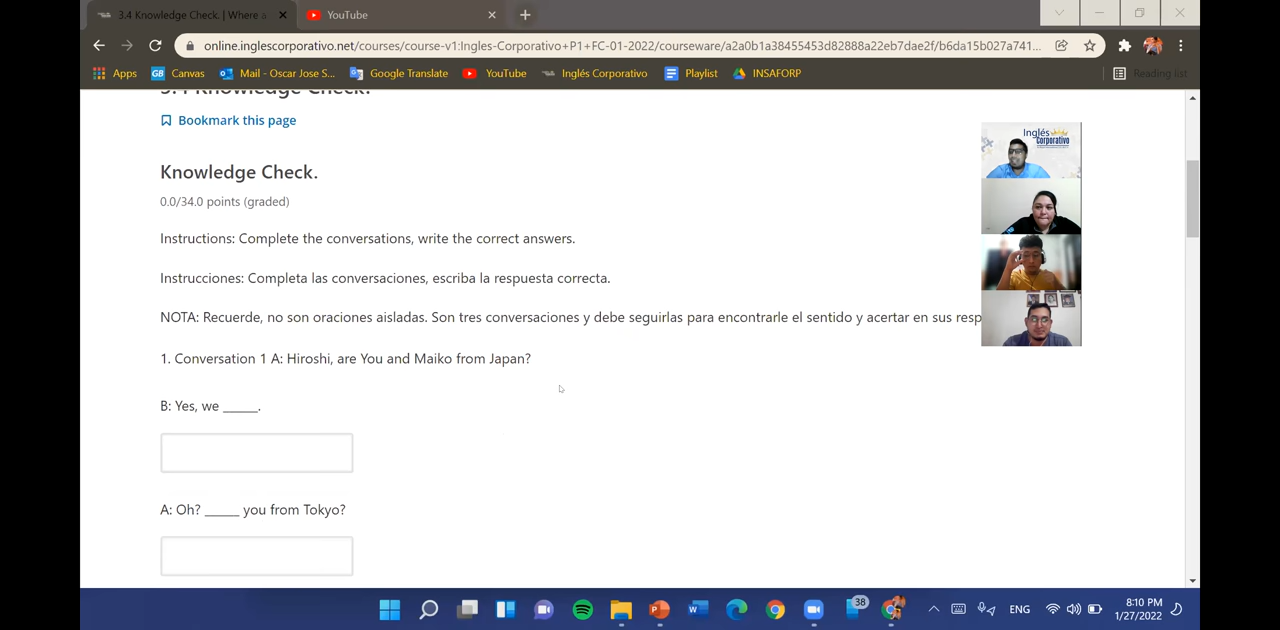 3.4 Knowledge Check. | Where a
YouTube
online.inglescorporativo.net/courses/course-v1:Ingles-Corporativo+P1+FC-01-2022/courseware/a2a0b1a38455453d82888a22eb7dae2f/b6da15b027a741...
Apps
Canvas
Mail - Oscar Jose S...
Google Translate
YouTube
Inglés Corporativo
Playlist
INSAFORP
Reading list
3.4 Knowledge Check.
Bookmark this page
Inglés Corporativo
Knowledge Check.
0.0/34.0 points (graded)
Instructions: Complete the conversations, write the correct answers.
Instrucciones: Completa las conversaciones, escriba la respuesta correcta.
NOTA: Recuerde, no son oraciones aisladas. Son tres conversaciones y debe seguirlas para encontrarle el sentido y acertar en sus resp
1. Conversation 1 A: Hiroshi, are You and Maiko from Japan?
B: Yes, we _____.
A: Oh? _____ you from Tokyo?
38
ENG
8:10 PM
1/27/2022